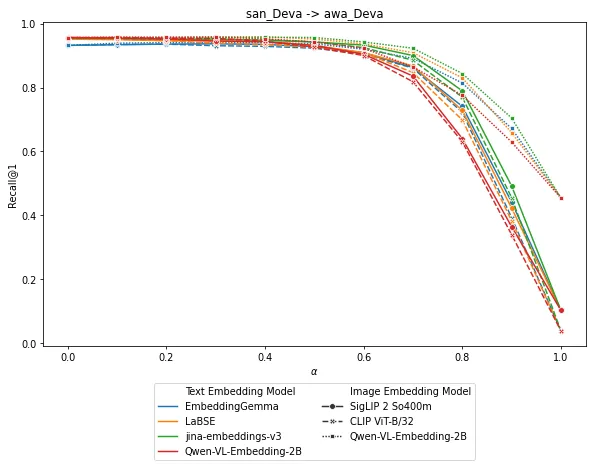 san_Deva -> awa_Deva
Recall@1
1.0
0.8
0.6
0.4
0.2
0.0
0.0 0.2 0.4 0.6 0.8 1.0
α
Text Embedding Model
EmbeddingGemma
LaBSE
jina-embeddings-v3
Qwen-VL-Embedding-2B
Image Embedding Model
SigLIP 2 So400m
CLIP ViT-B/32
Qwen-VL-Embedding-2B